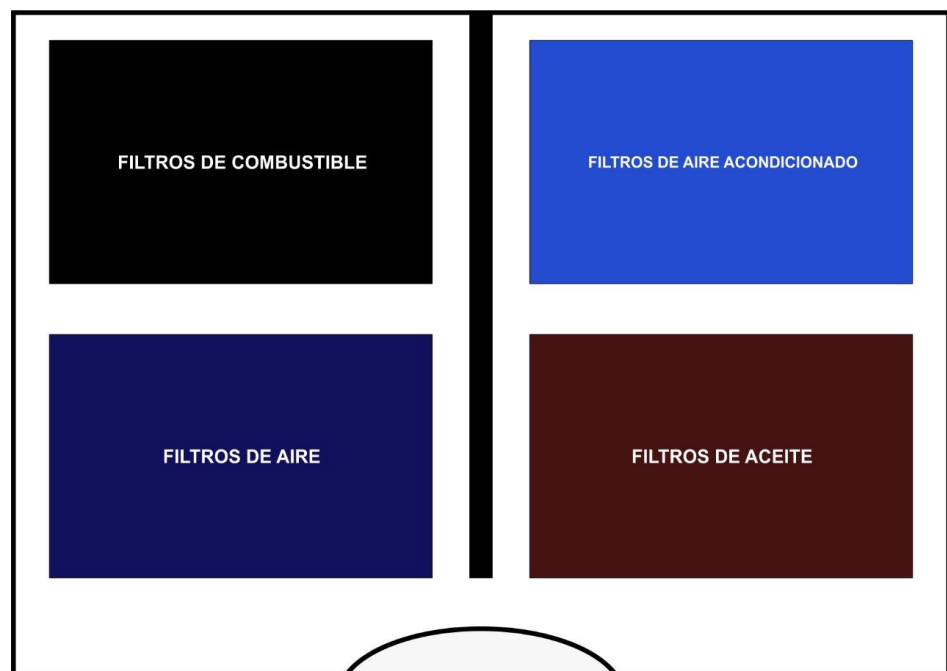 FILTROS DE COMBUSTIBLE
FILTROS DE AIRE ACONDICIONADO
FILTROS DE AIRE
FILTROS DE ACEITE